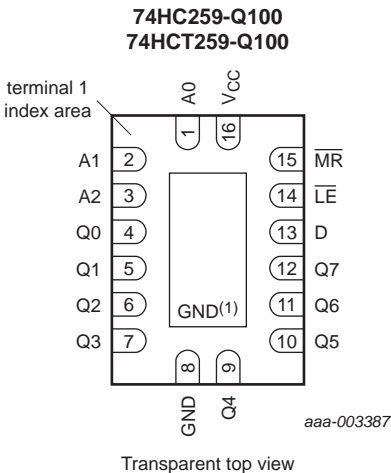 74HC259-Q100
74HCT259-Q100
terminal 1
index area
A0
VCC
1
16
A1 2
15 MR
A2 3
14 LE
Q0 4
13 D
Q1 5
12 Q7
Q2 6
11 Q6
Q3 7
10 Q5
GND(1)
8
9
GND
Q4
aaa-003387
Transparent top view